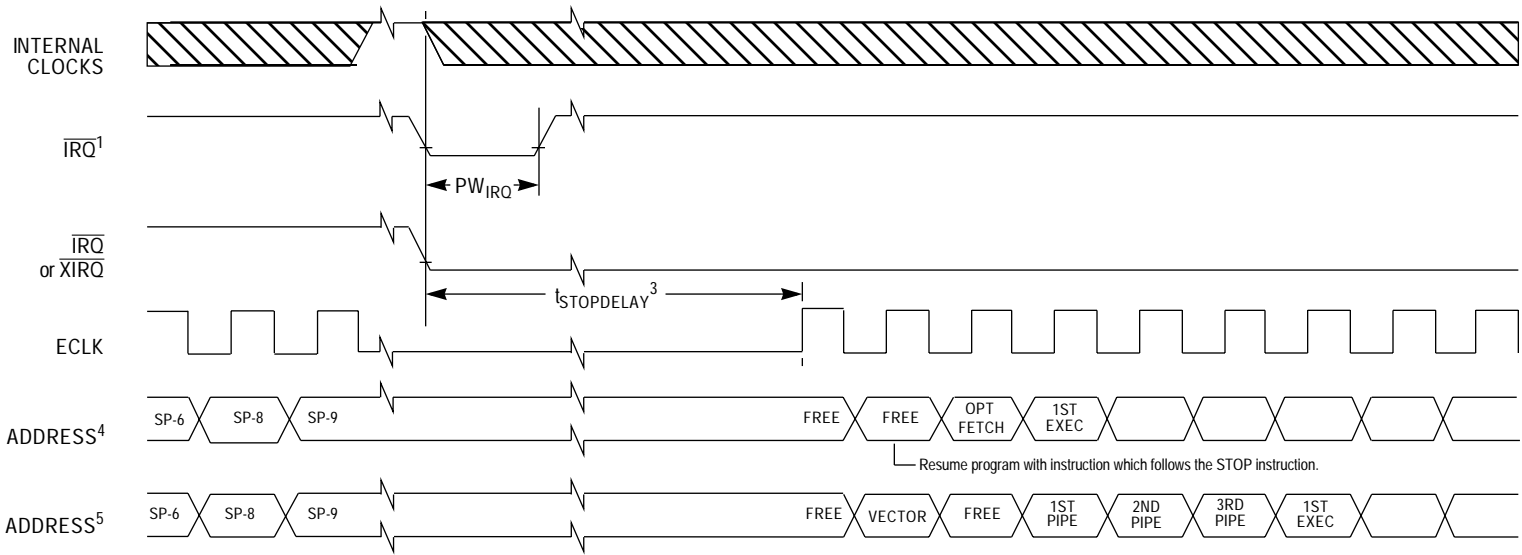 INTERNAL
CLOCKS
IRQ1
PWIRQ
IRQ
or XIRQ
tSTOPDELAY3
ECLK
ADDRESS4
SP-6 SP-8 SP-9 FREE FREE OPT FETCH 1ST EXEC
Resume program with instruction which follows the STOP instruction.
ADDRESS5
SP-6 SP-8 SP-9 FREE VECTOR FREE 1ST PIPE 2ND PIPE 3RD PIPE 1ST EXEC